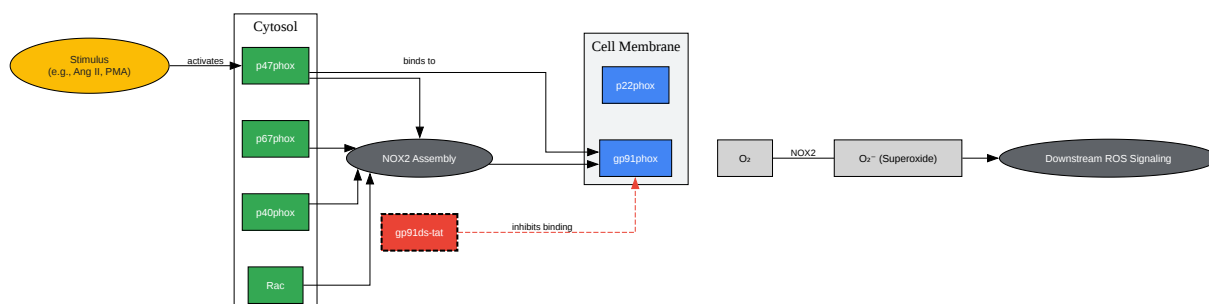 Cytosol
Cell Membrane
Stimulus
(e.g., Ang II, PMA)
activates
p47phox
binds to
p22phox
p67phox
NOX2 Assembly
gp91phox
O₂
NOX2
O₂⁻ (Superoxide)
Downstream ROS Signaling
p40phox
gp91ds-tat
inhibits binding
Rac